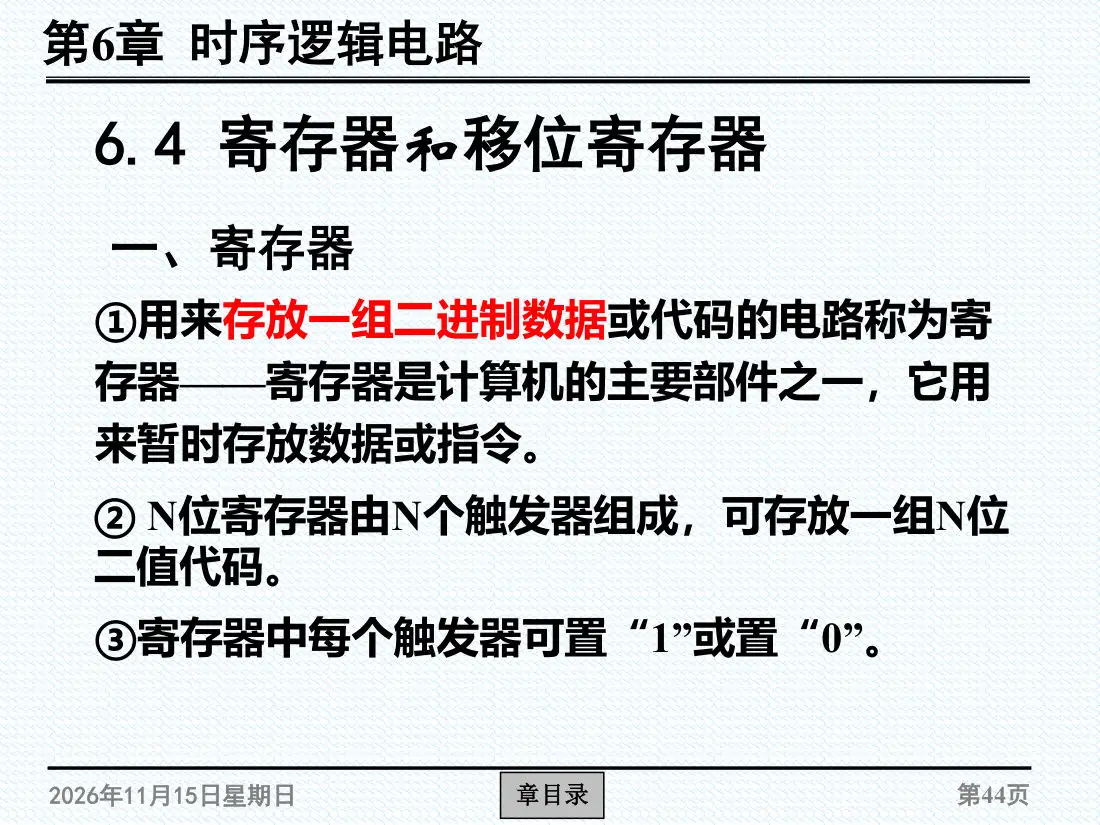 第6章 时序逻辑电路
6.4 寄存器和移位寄存器
一、寄存器
①用来存放一组二进制数据或代码的电路称为寄
存器——寄存器是计算机的主要部件之一，它用
来暂时存放数据或指令。
② N位寄存器由N个触发器组成，可存放一组N位
二值代码。
③寄存器中每个触发器可置“1”或置“0”。
2026年11月15日星期日
章目录
第44页